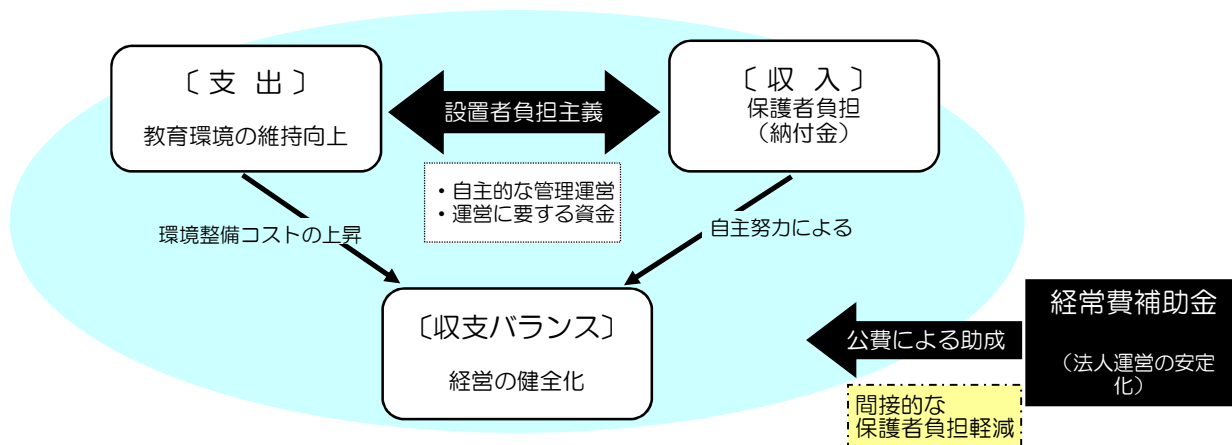 〔 支 出 〕
教育環境の維持向上
設置者負担主義
〔 収 入 〕
保護者負担
（納付金）
・自主的な管理運営
・運営に要する資金
環境整備コストの上昇
自主努力による
〔収支バランス〕
経営の健全化
公費による助成
経常費補助金
（法人運営の安定
化）
間接的な
保護者負担軽減